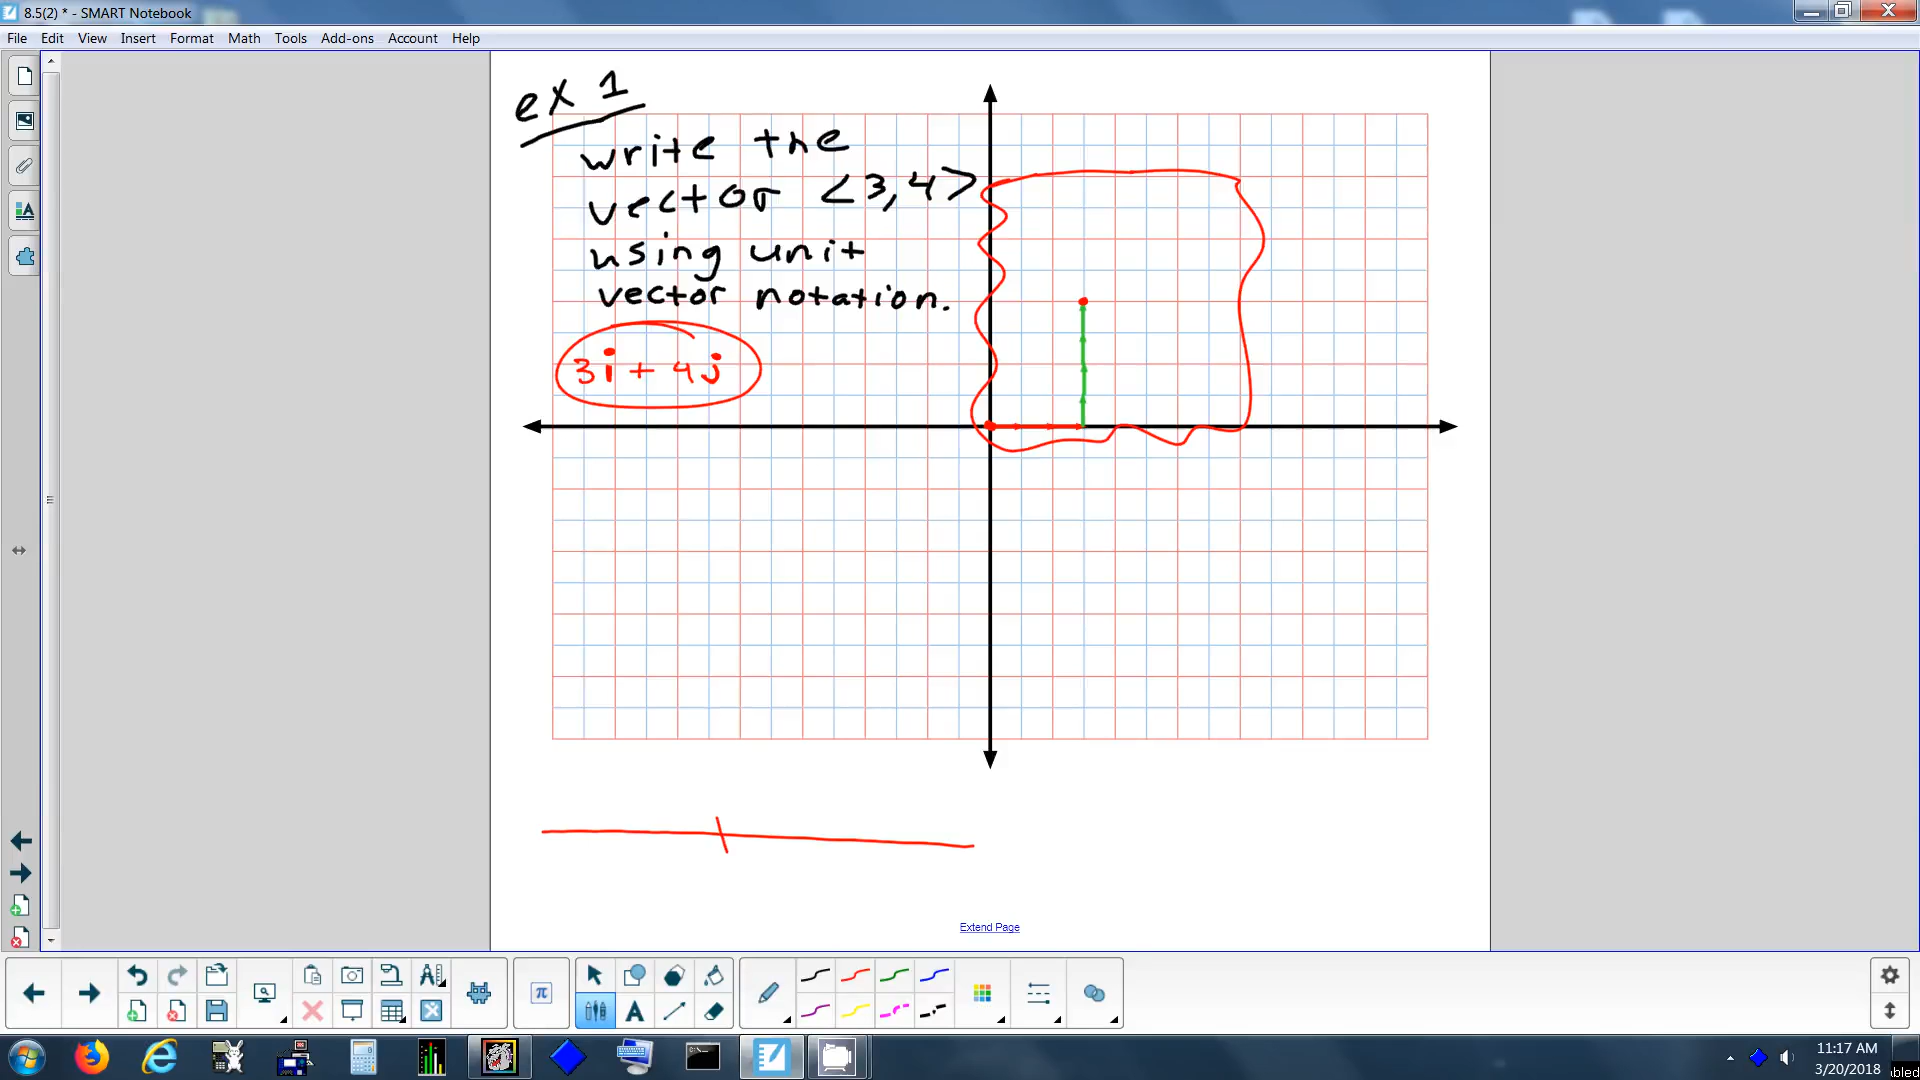 8.5(2) * - SMART Notebook
File Edit View Insert Format Math Tools Add-ons Account Help
ex 1
write the
vector <3,4>
using unit
vector notation.
3i + 4j
Extend Page
π
A
11:17 AM
3/20/2018
bled